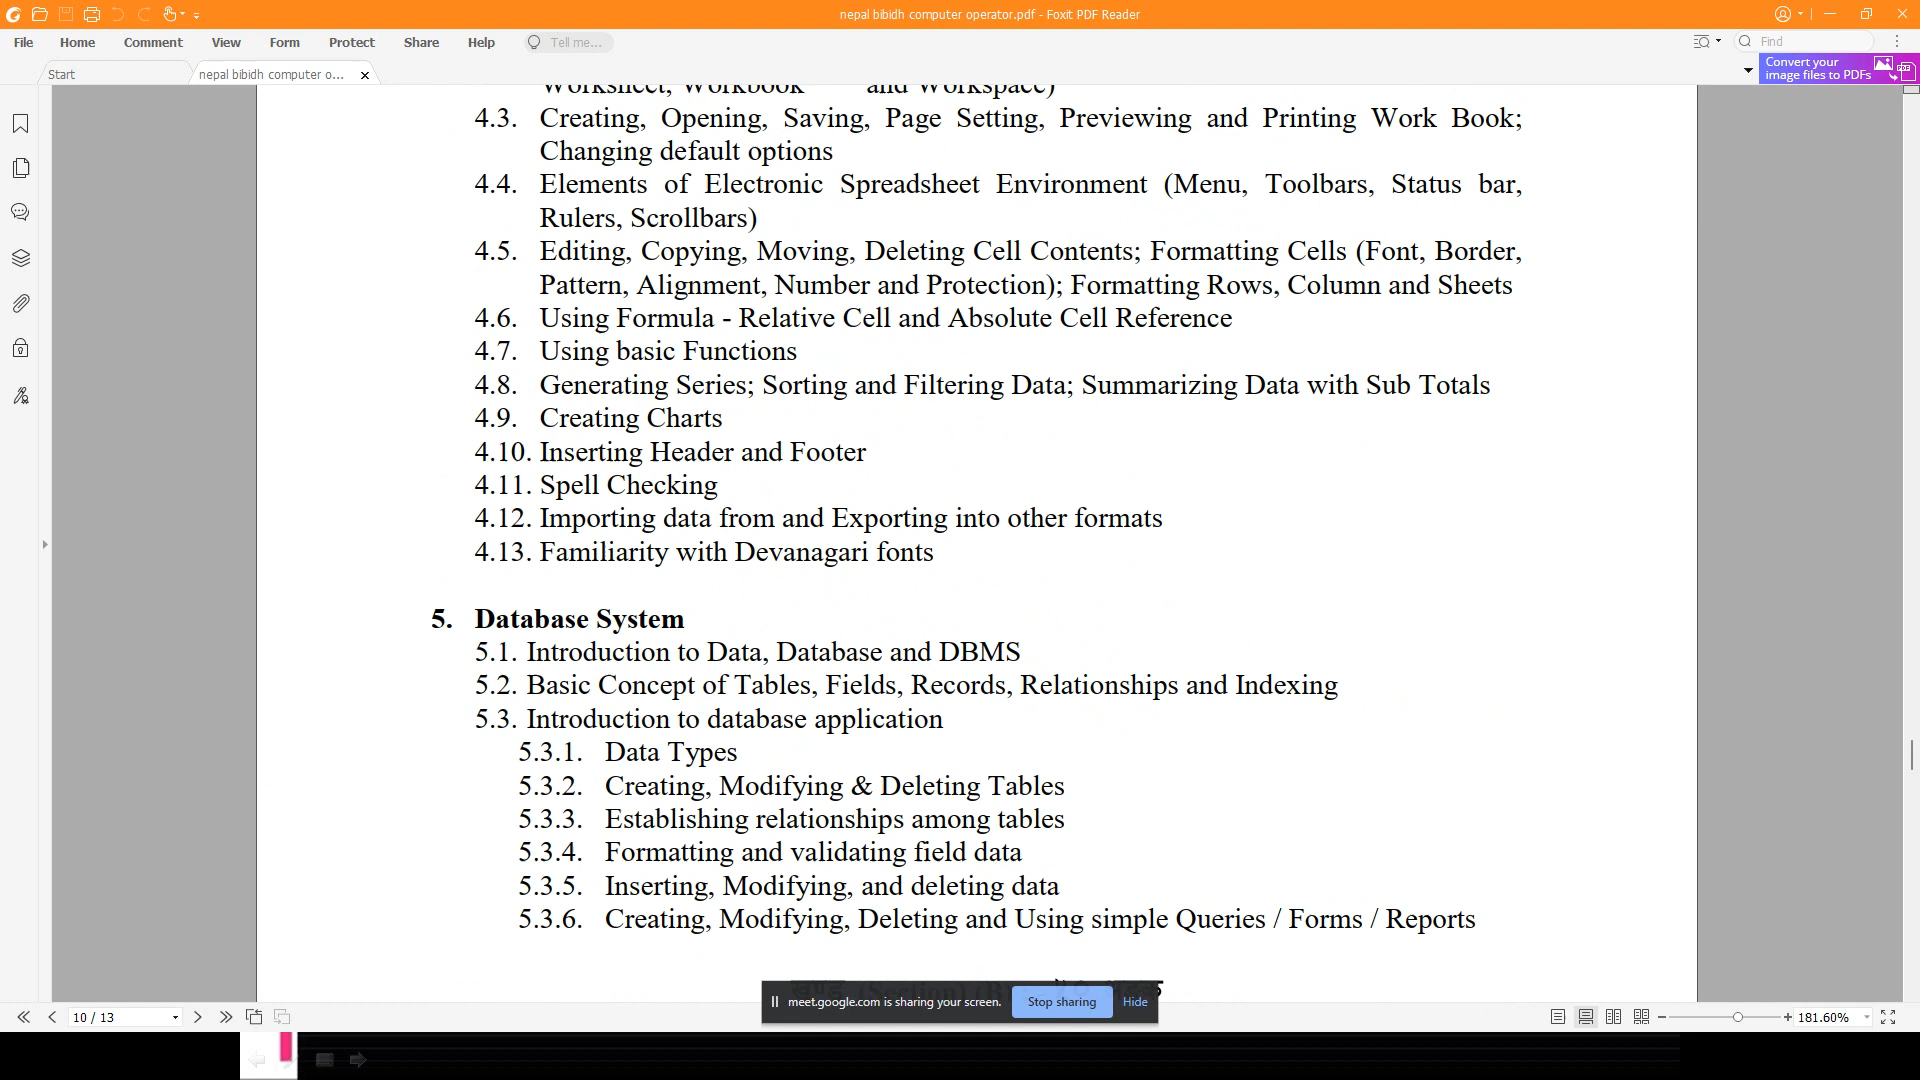 nepal bibidh computer operator.pdf - Foxit PDF Reader
File Home Comment View Form Protect Share Help Tell me... Find
Start nepal bibidh computer o... Convert your image files to PDFs
Worksheet, Workbook and Workspace)
4.3. Creating, Opening, Saving, Page Setting, Previewing and Printing Work Book;
Changing default options
4.4. Elements of Electronic Spreadsheet Environment (Menu, Toolbars, Status bar,
Rulers, Scrollbars)
4.5. Editing, Copying, Moving, Deleting Cell Contents; Formatting Cells (Font, Border,
Pattern, Alignment, Number and Protection); Formatting Rows, Column and Sheets
4.6. Using Formula - Relative Cell and Absolute Cell Reference
4.7. Using basic Functions
4.8. Generating Series; Sorting and Filtering Data; Summarizing Data with Sub Totals
4.9. Creating Charts
4.10. Inserting Header and Footer
4.11. Spell Checking
4.12. Importing data from and Exporting into other formats
4.13. Familiarity with Devanagari fonts
5. Database System
5.1. Introduction to Data, Database and DBMS
5.2. Basic Concept of Tables, Fields, Records, Relationships and Indexing
5.3. Introduction to database application
5.3.1. Data Types
5.3.2. Creating, Modifying & Deleting Tables
5.3.3. Establishing relationships among tables
5.3.4. Formatting and validating field data
5.3.5. Inserting, Modifying, and deleting data
5.3.6. Creating, Modifying, Deleting and Using simple Queries / Forms / Reports
meet.google.com is sharing your screen. Stop sharing Hide
10 / 13 181.60%